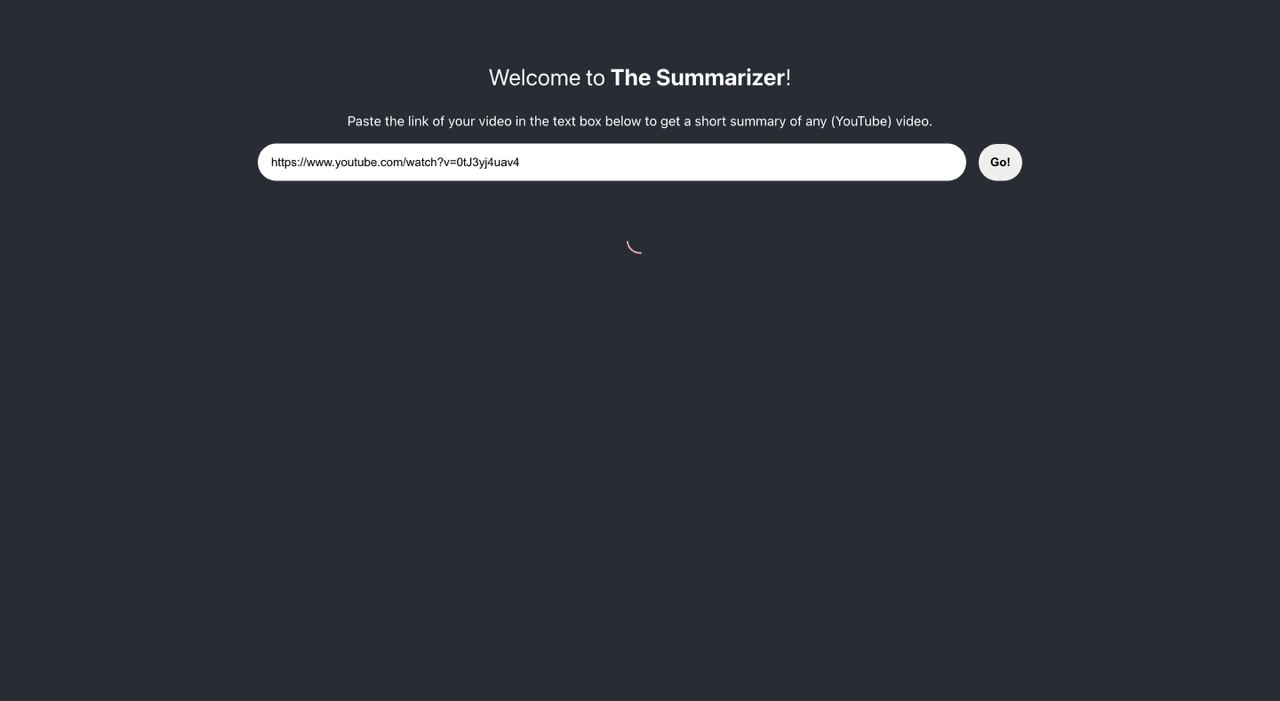 Welcome to The Summarizer!
Paste the link of your video in the text box below to get a short summary of any (YouTube) video.
https://www.youtube.com/watch?v=0tJ3yj4uav4 Go!